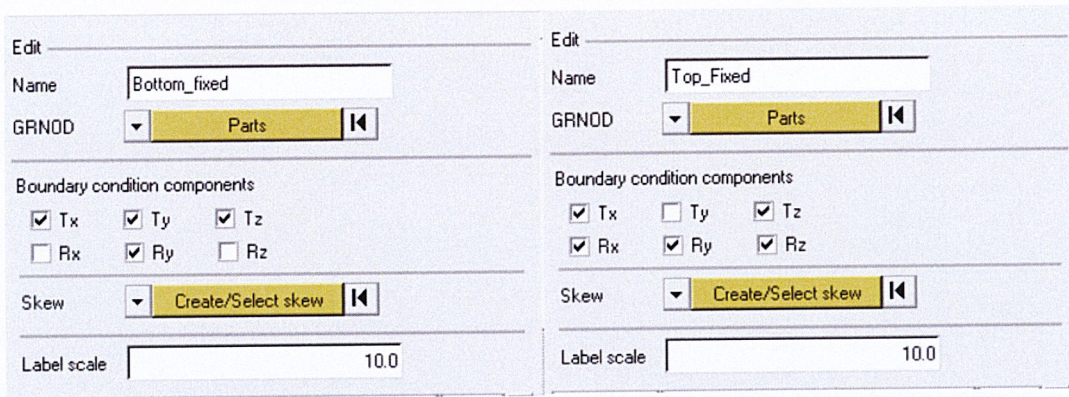 Edit
Name Bottom_fixed
GRNOD Parts
Boundary condition components
Tx Ty Tz
Rx Ry Rz
Skew Create/Select skew
Label scale 10.0
Edit
Name Top_Fixed
GRNOD Parts
Boundary condition components
Tx Ty Tz
Rx Ry Rz
Skew Create/Select skew
Label scale 10.0